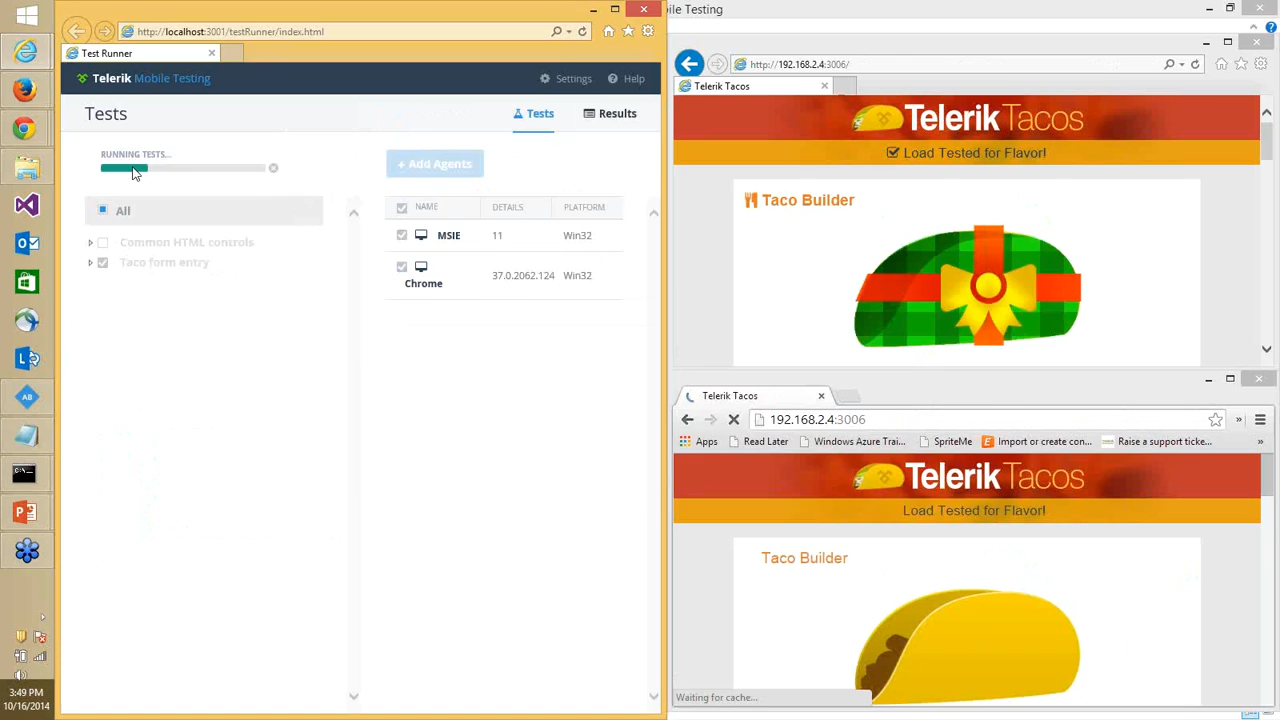 http://localhost:3001/testRunner/index.html
Test Runner
Telerik Mobile Testing
Settings
Help
Tests
Tests
Results
RUNNING TESTS...
+ Add Agents
All
Common HTML controls
Taco form entry
NAME DETAILS PLATFORM
MSIE 11 Win32
Chrome 37.0.2062.124 Win32
3:49 PM
10/16/2014
bile Testing
http://192.168.2.4:3006/
Telerik Tacos
TelerikTacos
Load Tested for Flavor!
Taco Builder
Telerik Tacos
192.168.2.4:3006
Apps Read Later Windows Azure Trai... SpriteMe Import or create con... Raise a support ticke... »
TelerikTacos
Load Tested for Flavor!
Taco Builder
Waiting for cache...